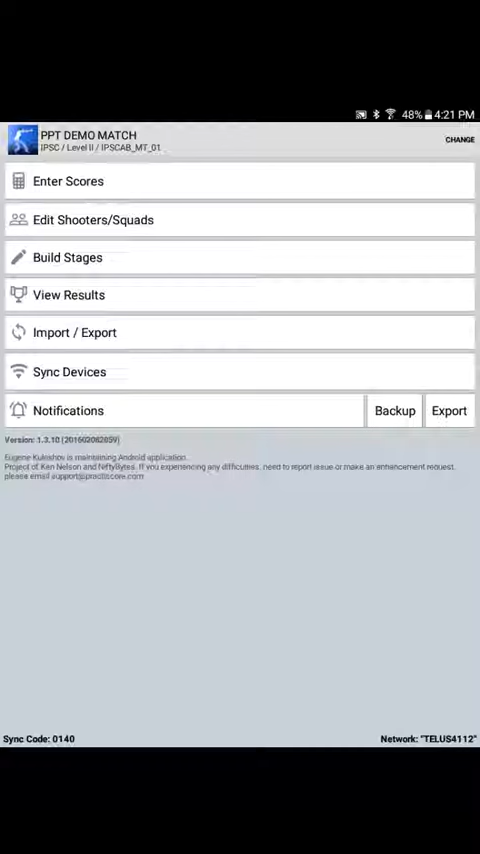 48% 4:21 PM
PPT DEMO MATCH
IPSC / Level II / IPSCAB_MT_01
CHANGE
Enter Scores
Edit Shooters/Squads
Build Stages
View Results
Import / Export
Sync Devices
Notifications
Backup
Export
Version: 1.3.10 (201602082059)
Eugene Kuleshov is maintaining Android application.
Project of Ken Nelson and NiftyBytes. If you experiencing any difficulties, need to report issue or make an enhancement request,
please email support@practiscore.com
Sync Code: 0140
Network: "TELUS4112"